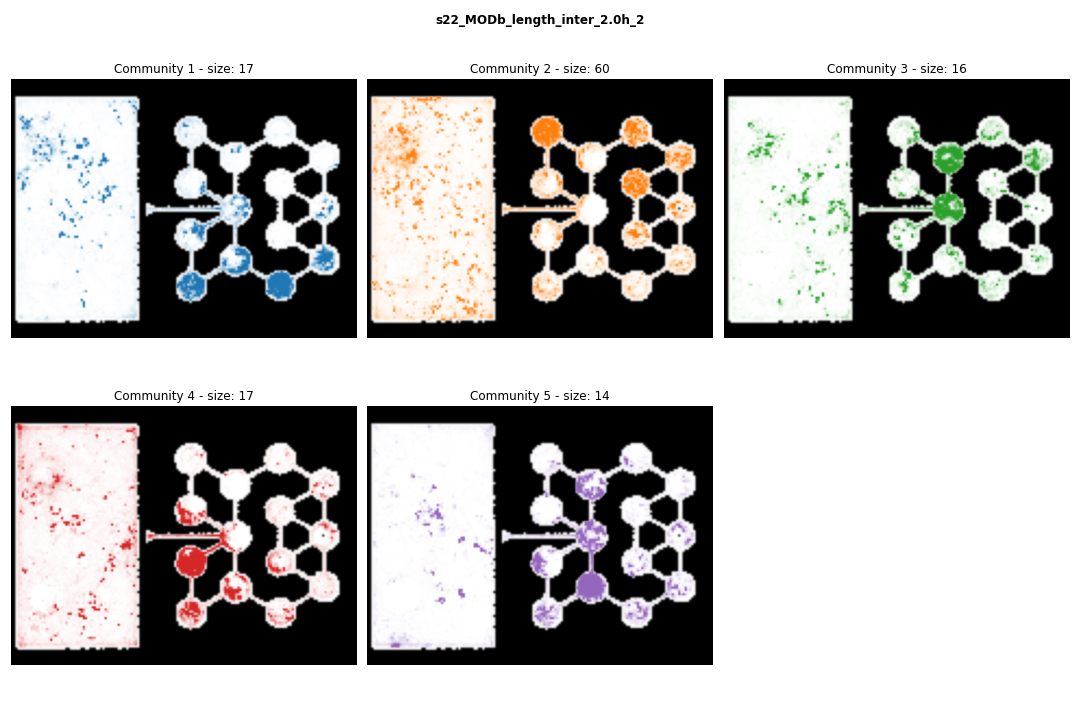 s22_MODb_length_inter_2.0h_2
Community 1 - size: 17
Community 2 - size: 60
Community 3 - size: 16
Community 4 - size: 17
Community 5 - size: 14